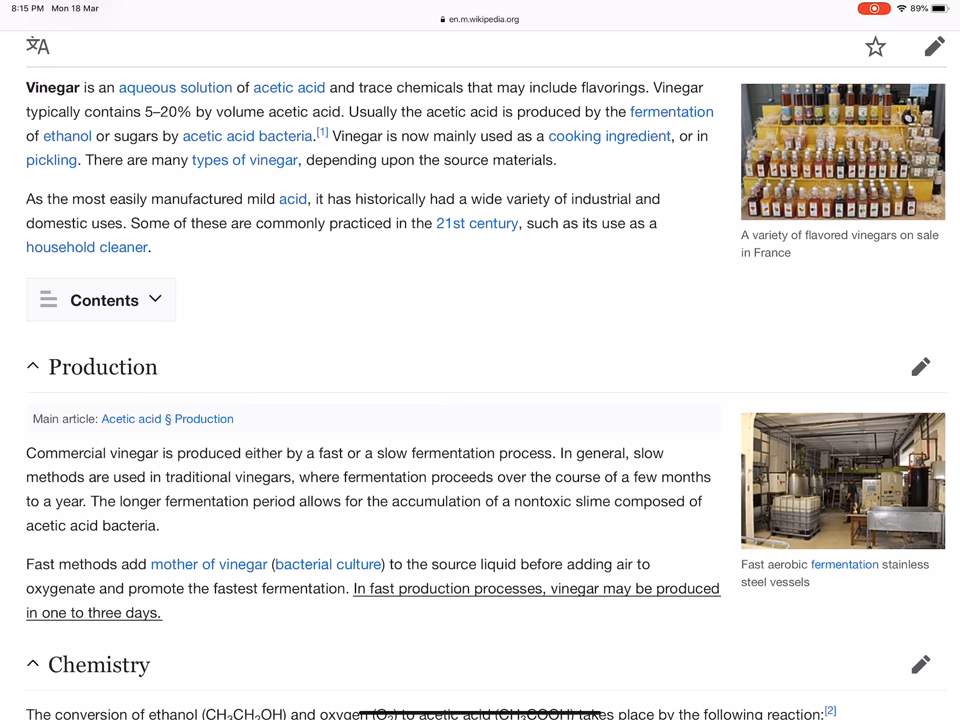 8:15 PM Mon 18 Mar
89%
en.m.wikipedia.org
文A
Vinegar is an aqueous solution of acetic acid and trace chemicals that may include flavorings. Vinegar
typically contains 5–20% by volume acetic acid. Usually the acetic acid is produced by the fermentation
of ethanol or sugars by acetic acid bacteria.[1] Vinegar is now mainly used as a cooking ingredient, or in
pickling. There are many types of vinegar, depending upon the source materials.
As the most easily manufactured mild acid, it has historically had a wide variety of industrial and
domestic uses. Some of these are commonly practiced in the 21st century, such as its use as a
household cleaner.
A variety of flavored vinegars on sale
in France
Contents
Production
Main article: Acetic acid § Production
Commercial vinegar is produced either by a fast or a slow fermentation process. In general, slow
methods are used in traditional vinegars, where fermentation proceeds over the course of a few months
to a year. The longer fermentation period allows for the accumulation of a nontoxic slime composed of
acetic acid bacteria.
Fast methods add mother of vinegar (bacterial culture) to the source liquid before adding air to
oxygenate and promote the fastest fermentation. In fast production processes, vinegar may be produced
in one to three days.
Fast aerobic fermentation stainless
steel vessels
Chemistry
The conversion of ethanol (CH₃CH₂OH) and oxygen (O₂) to acetic acid (CH₃COOH) takes place by the following reaction:[2]